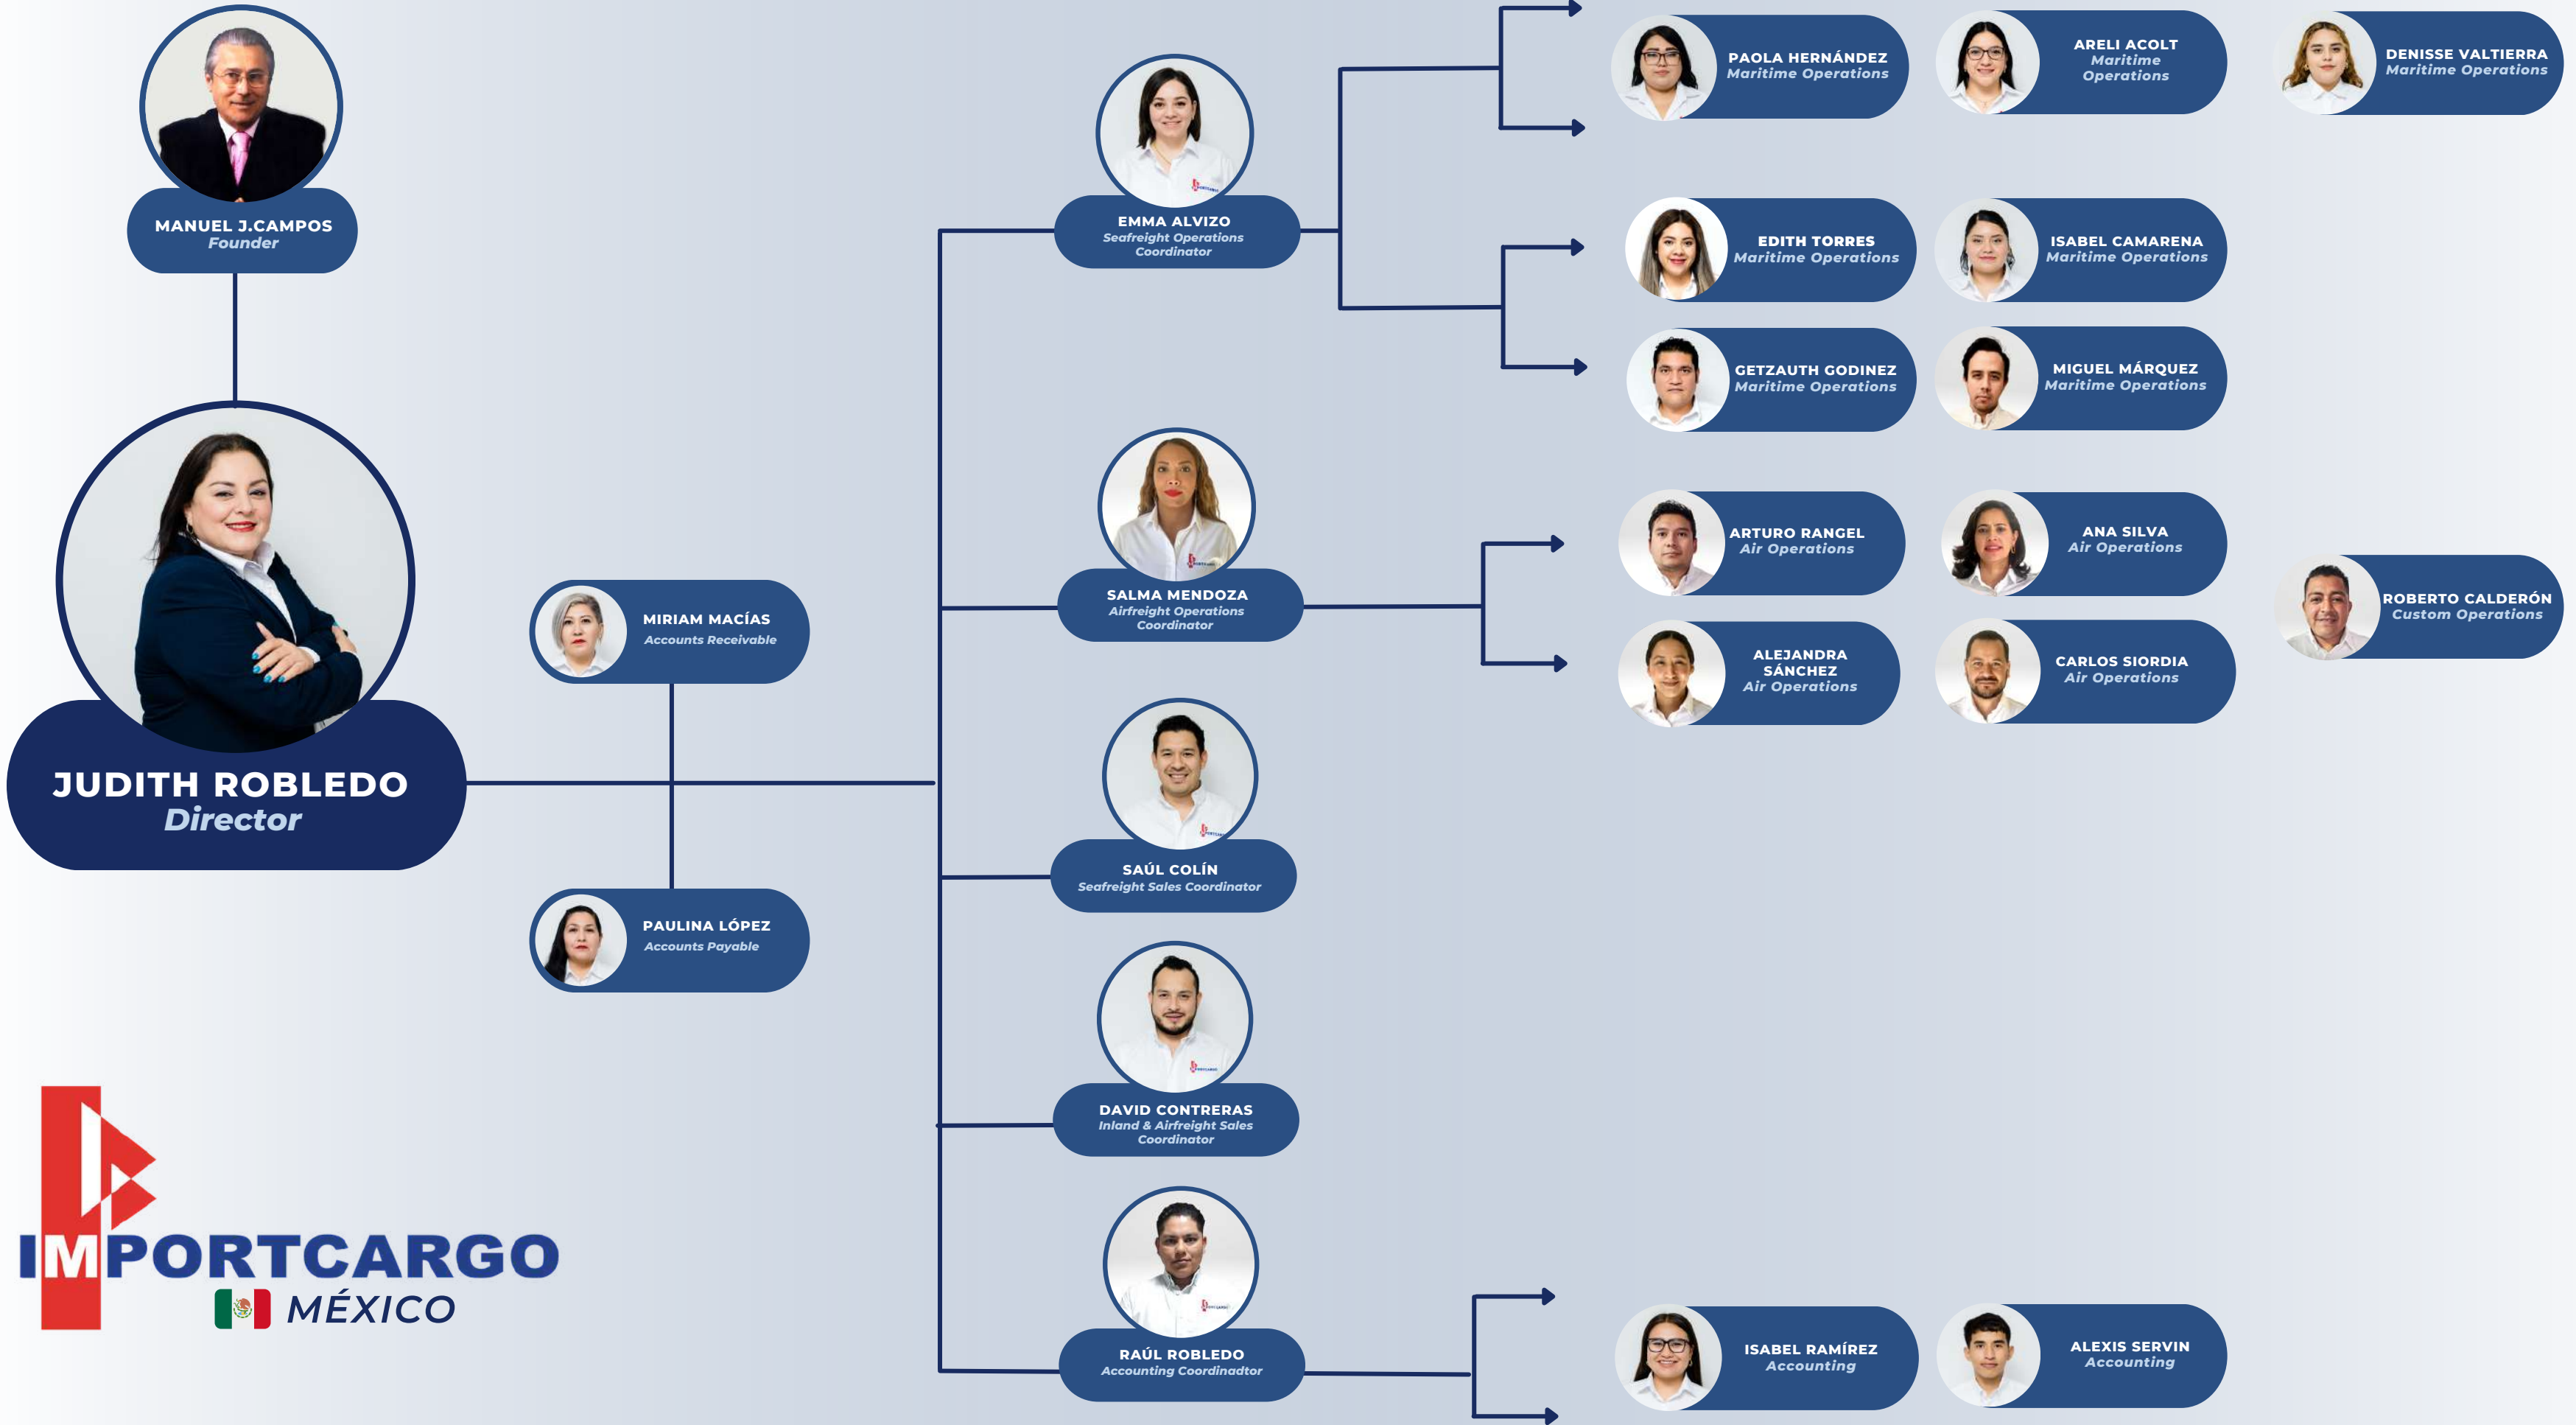 MANUEL J.CAMPOS
Founder
JUDITH ROBLEDO
Director
MIRIAM MACÍAS
Accounts Receivable
PAULINA LÓPEZ
Accounts Payable
EMMA ALVIZO
Seafreight Operations
Coordinator
SALMA MENDOZA
Airfreight Operations
Coordinator
SAÚL COLÍN
Seafreight Sales Coordinator
DAVID CONTRERAS
Inland & Airfreight Sales
Coordinator
RAÚL ROBLEDO
Accounting Coordinadtor
PAOLA HERNÁNDEZ
Maritime Operations
ARELI ACOLT
Maritime
Operations
DENISSE VALTIERRA
Maritime Operations
EDITH TORRES
Maritime Operations
ISABEL CAMARENA
Maritime Operations
GETZAUTH GODINEZ
Maritime Operations
MIGUEL MÁRQUEZ
Maritime Operations
ARTURO RANGEL
Air Operations
ANA SILVA
Air Operations
ROBERTO CALDERÓN
Custom Operations
ALEJANDRA
SÁNCHEZ
Air Operations
CARLOS SIORDIA
Air Operations
ISABEL RAMÍREZ
Accounting
ALEXIS SERVIN
Accounting
IMPORTCARGO
MÉXICO